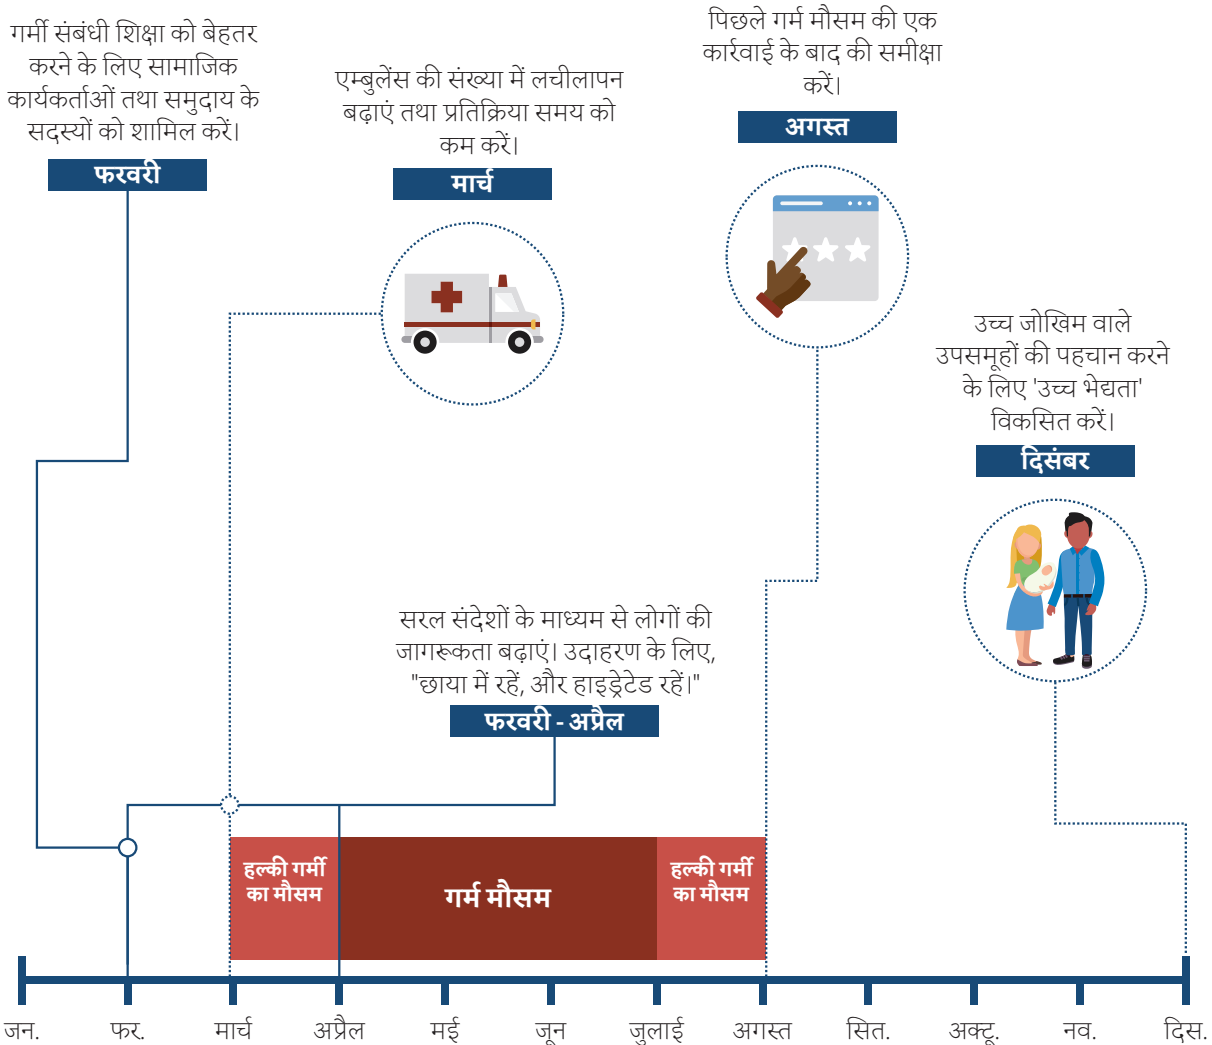 गर्मी संबंधी शिक्षा को बेहतर
करने के लिए सामाजिक
कार्यकर्ताओं तथा समुदाय के
सदस्यों को शामिल करें।
फरवरी
एम्बुलेंस की संख्या में लचीलापन
बढ़ाएं तथा प्रतिक्रिया समय को
कम करें।
मार्च
पिछले गर्म मौसम की एक
कार्रवाई के बाद की समीक्षा
करें।
अगस्त
उच्च जोखिम वाले
उपसमूहों की पहचान करने
के लिए 'उच्च भेद्यता'
विकसित करें।
दिसंबर
सरल संदेशों के माध्यम से लोगों की
जागरूकता बढ़ाएं। उदाहरण के लिए,
"छाया में रहें, और हाइड्रेटेड रहें।"
फरवरी - अप्रैल
हल्की गर्मी
का मौसम
गर्म मौसम
हल्की गर्मी
का मौसम
जन. फर. मार्च अप्रैल मई जून जुलाई अगस्त सित. अक्टू. नव. दिस.